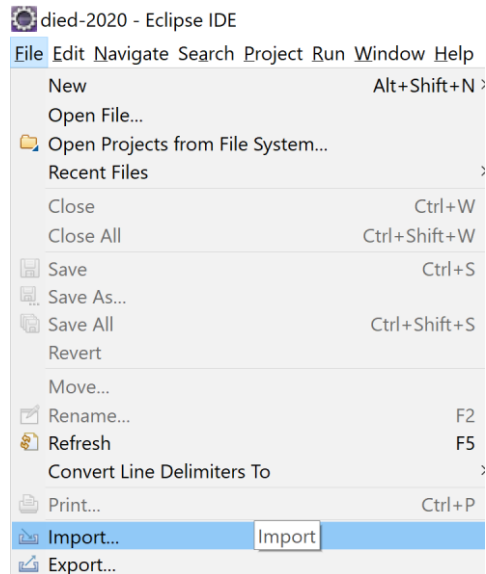 died-2020 - Eclipse IDE
File Edit Navigate Search Project Run Window Help
New Alt+Shift+N >
Open File...
Open Projects from File System...
Recent Files >
Close Ctrl+W
Close All Ctrl+Shift+W
Save Ctrl+S
Save As...
Save All Ctrl+Shift+S
Revert
Move...
Rename... F2
Refresh F5
Convert Line Delimiters To >
Print... Ctrl+P
Import... Import
Export...